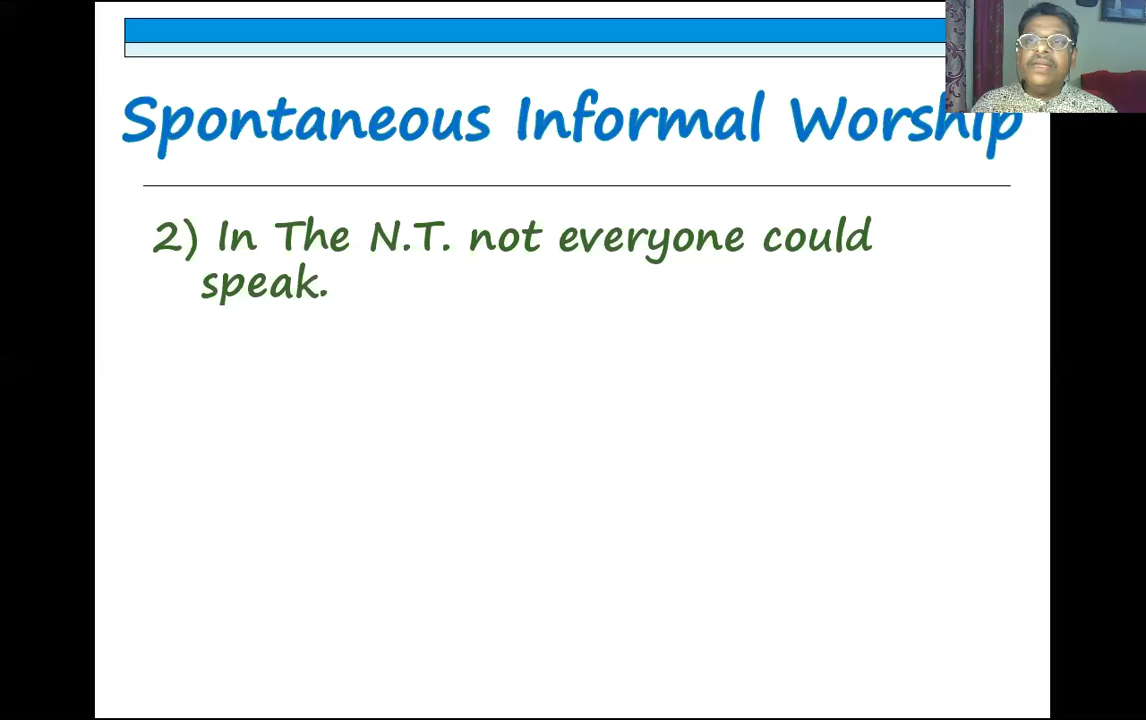 Spontaneous Informal Worship
2) In The N.T. not everyone could
speak.